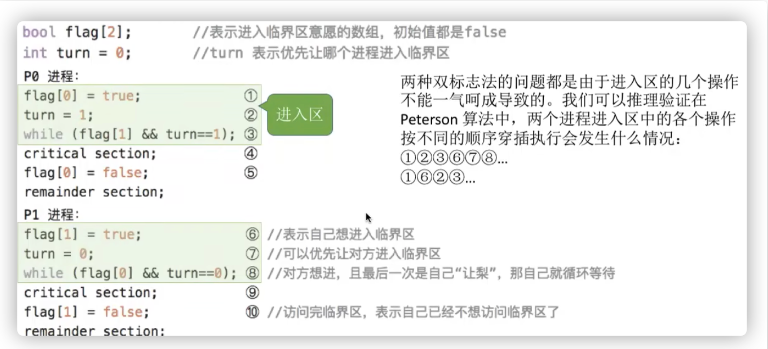 bool flag[2]; //表示进入临界区意愿的数组，初始值都是false
int turn = 0; //turn 表示优先让哪个进程进入临界区
P0 进程：
flag[0] = true; ①
turn = 1; ②
while (flag[1] && turn==1); ③
critical section; ④
flag[0] = false; ⑤
remainder section;
进入区
两种双标志法的问题都是由于进入区的几个操作
不能一气呵成导致的。我们可以推理验证在
Peterson 算法中，两个进程进入区中的各个操作
按不同的顺序穿插执行会发生什么情况：
①②③⑥⑦⑧...
①⑥②③...
P1 进程：
flag[1] = true; ⑥ //表示自己想进入临界区
turn = 0; ⑦ //可以优先让对方进入临界区
while (flag[0] && turn==0); ⑧ //对方想进，且最后一次是自己“让梨”，那自己就循环等待
critical section; ⑨
flag[1] = false; ⑩ //访问完临界区，表示自己已经不想访问临界区了
remainder section;